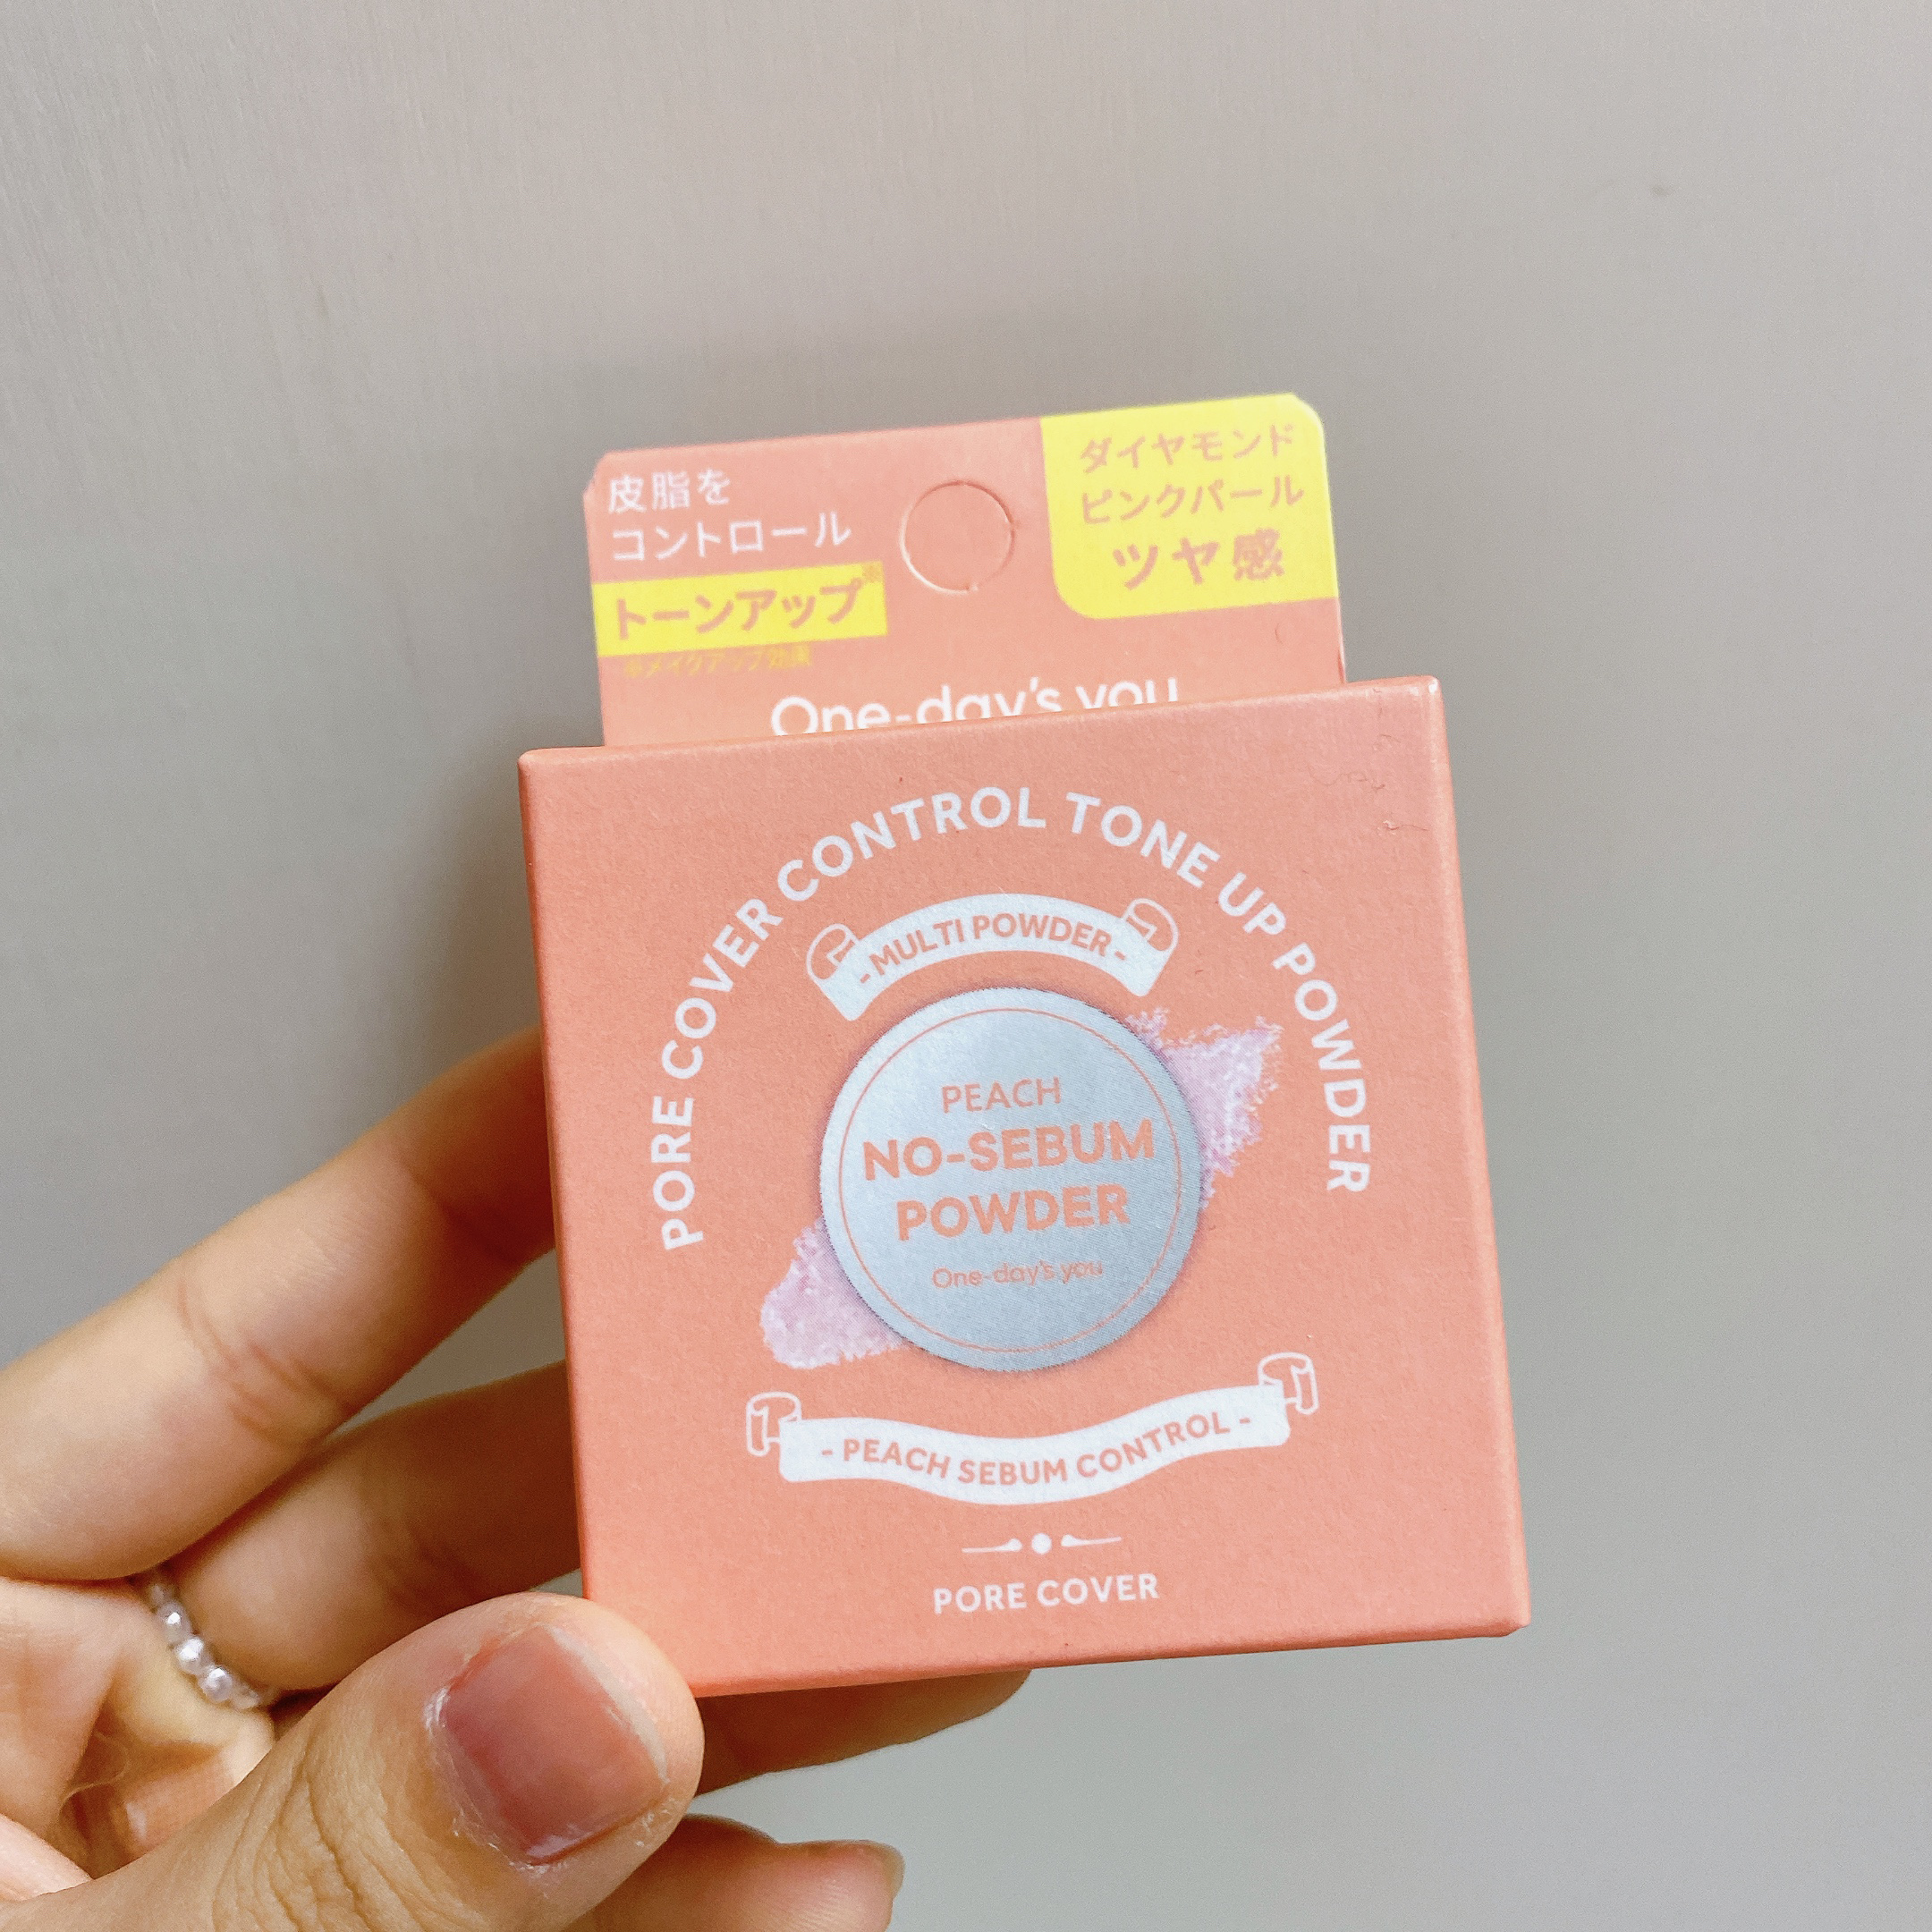 皮脂を
コントロール
トーンアップ※
※メイクアップ効果
ダイヤモンド
ピンクパール
ツヤ感
One-day's you
PORE COVER CONTROL TONE UP POWDER
- MULTI POWDER -
PEACH
NO-SEBUM
POWDER
One-day's you
- PEACH SEBUM CONTROL -
PORE COVER